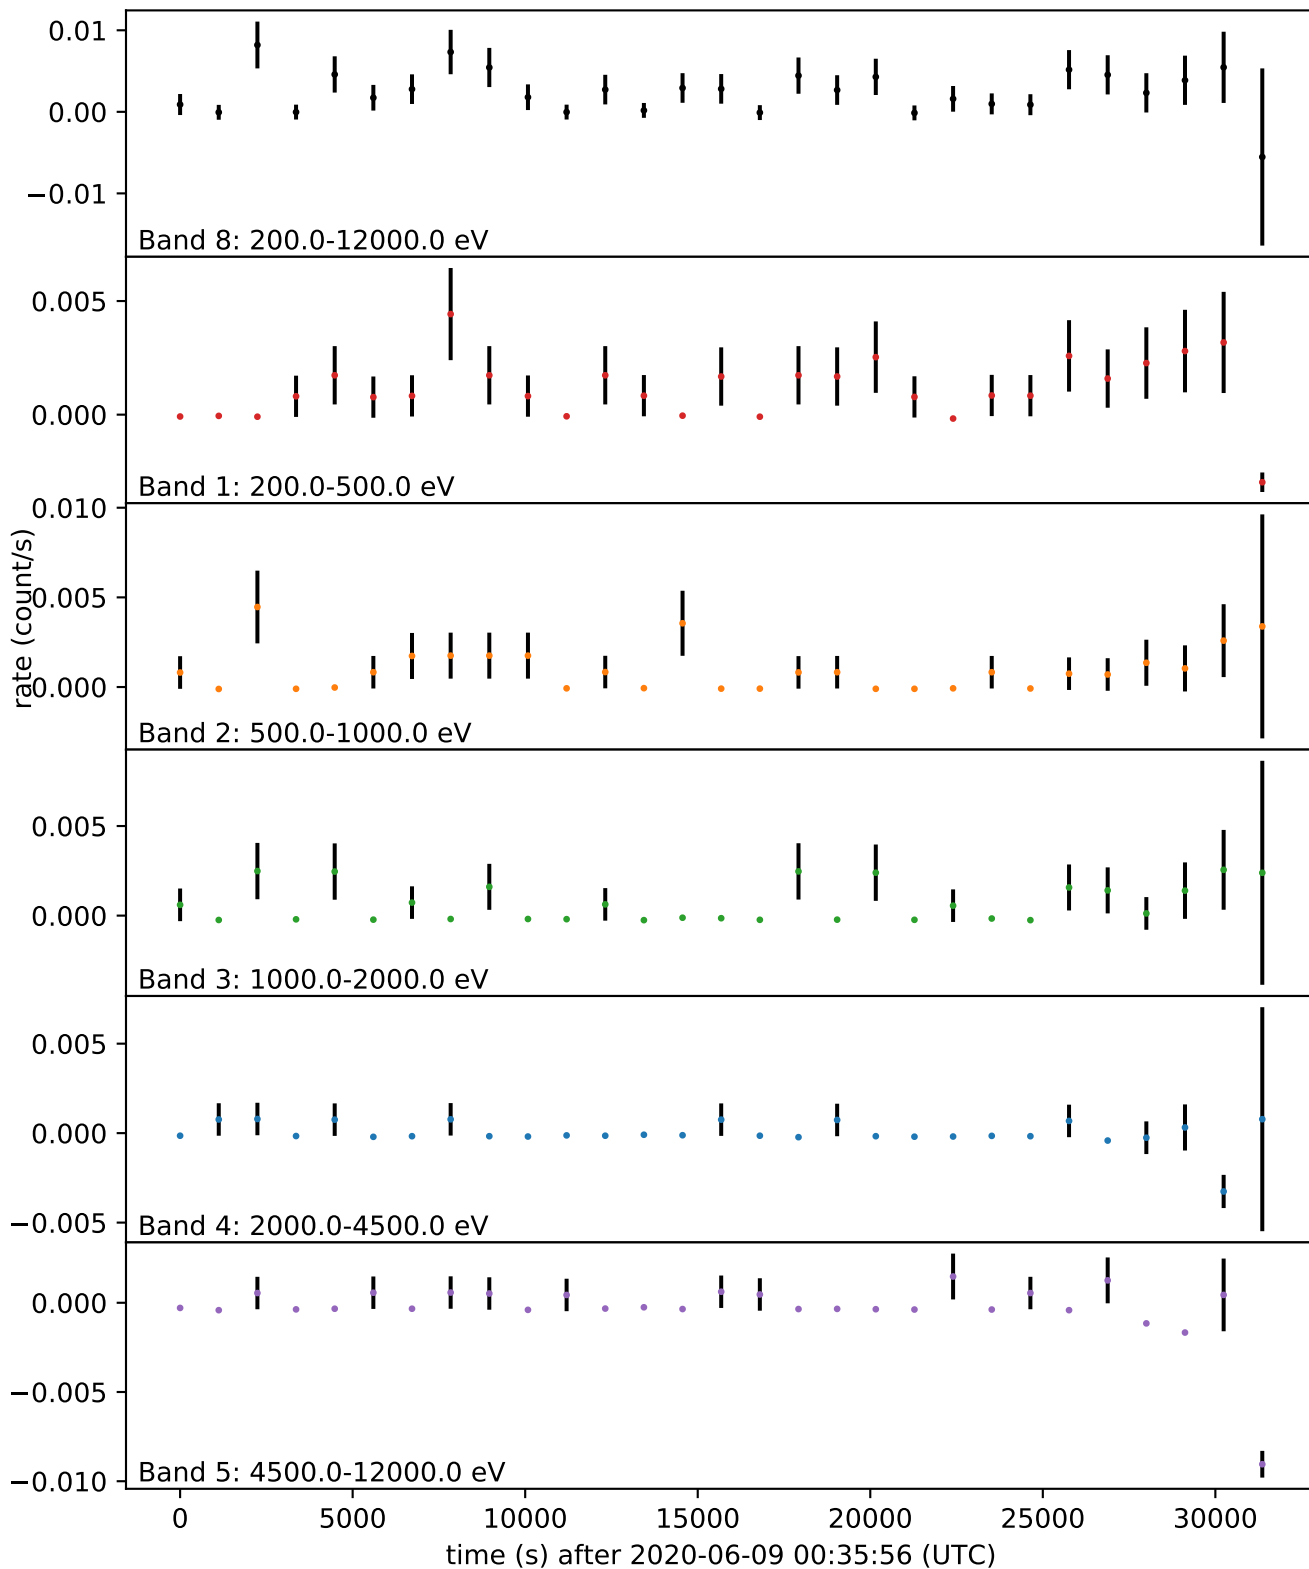 0.01
0.00
−0.01
Band 8: 200.0-12000.0 eV
0.005
0.000
Band 1: 200.0-500.0 eV
0.010
0.005
0.000
rate (count/s)
Band 2: 500.0-1000.0 eV
0.005
0.000
Band 3: 1000.0-2000.0 eV
0.005
0.000
−0.005
Band 4: 2000.0-4500.0 eV
0.000
−0.005
−0.010
Band 5: 4500.0-12000.0 eV
0 5000 10000 15000 20000 25000 30000
time (s) after 2020-06-09 00:35:56 (UTC)